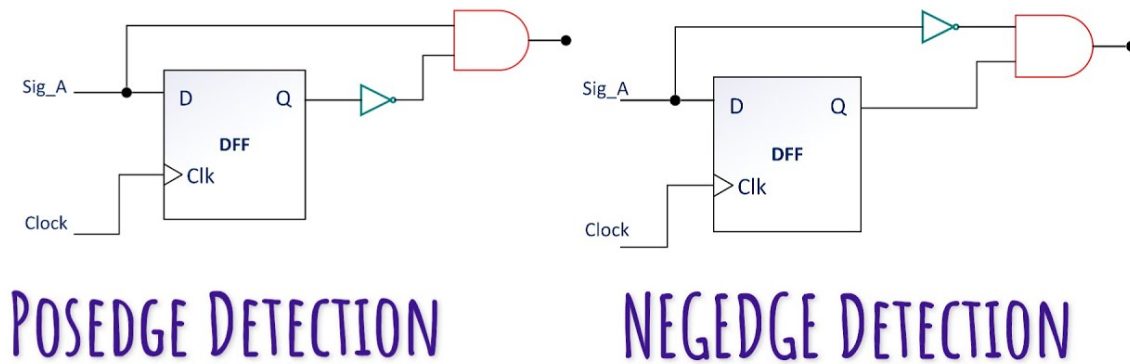 Sig_A
D
Q
DFF
Clk
Clock
POSEDGE DETECTION
Sig_A
D
Q
DFF
Clk
Clock
NEGEDGE DETECTION